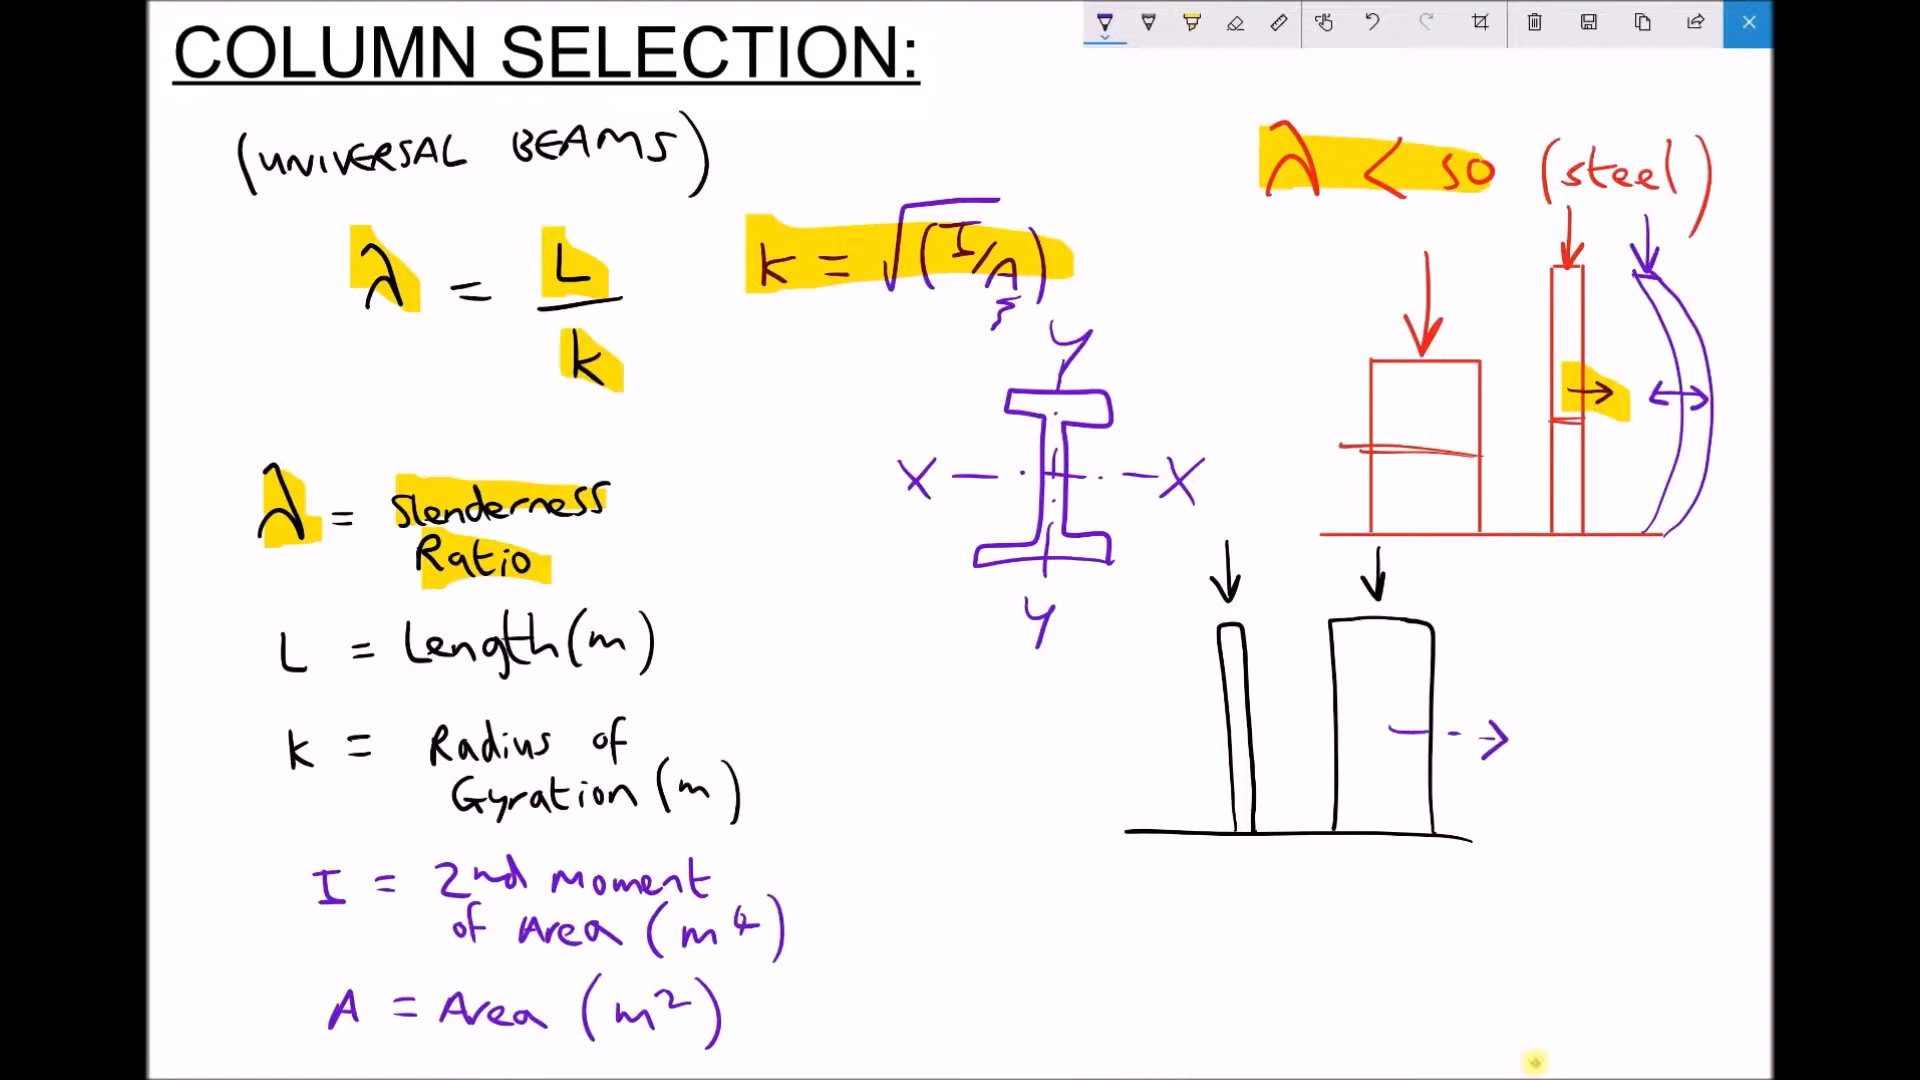 COLUMN SELECTION:
(UNIVERSAL BEAMS)
λ < 50 (steel)
λ = L / k
k = √(I/A)
Y
X X
Y
λ = Slenderness
Ratio
L = Length (m)
k = Radius of
Gyration (m)
I = 2nd Moment
of Area (m⁴)
A = Area (m²)